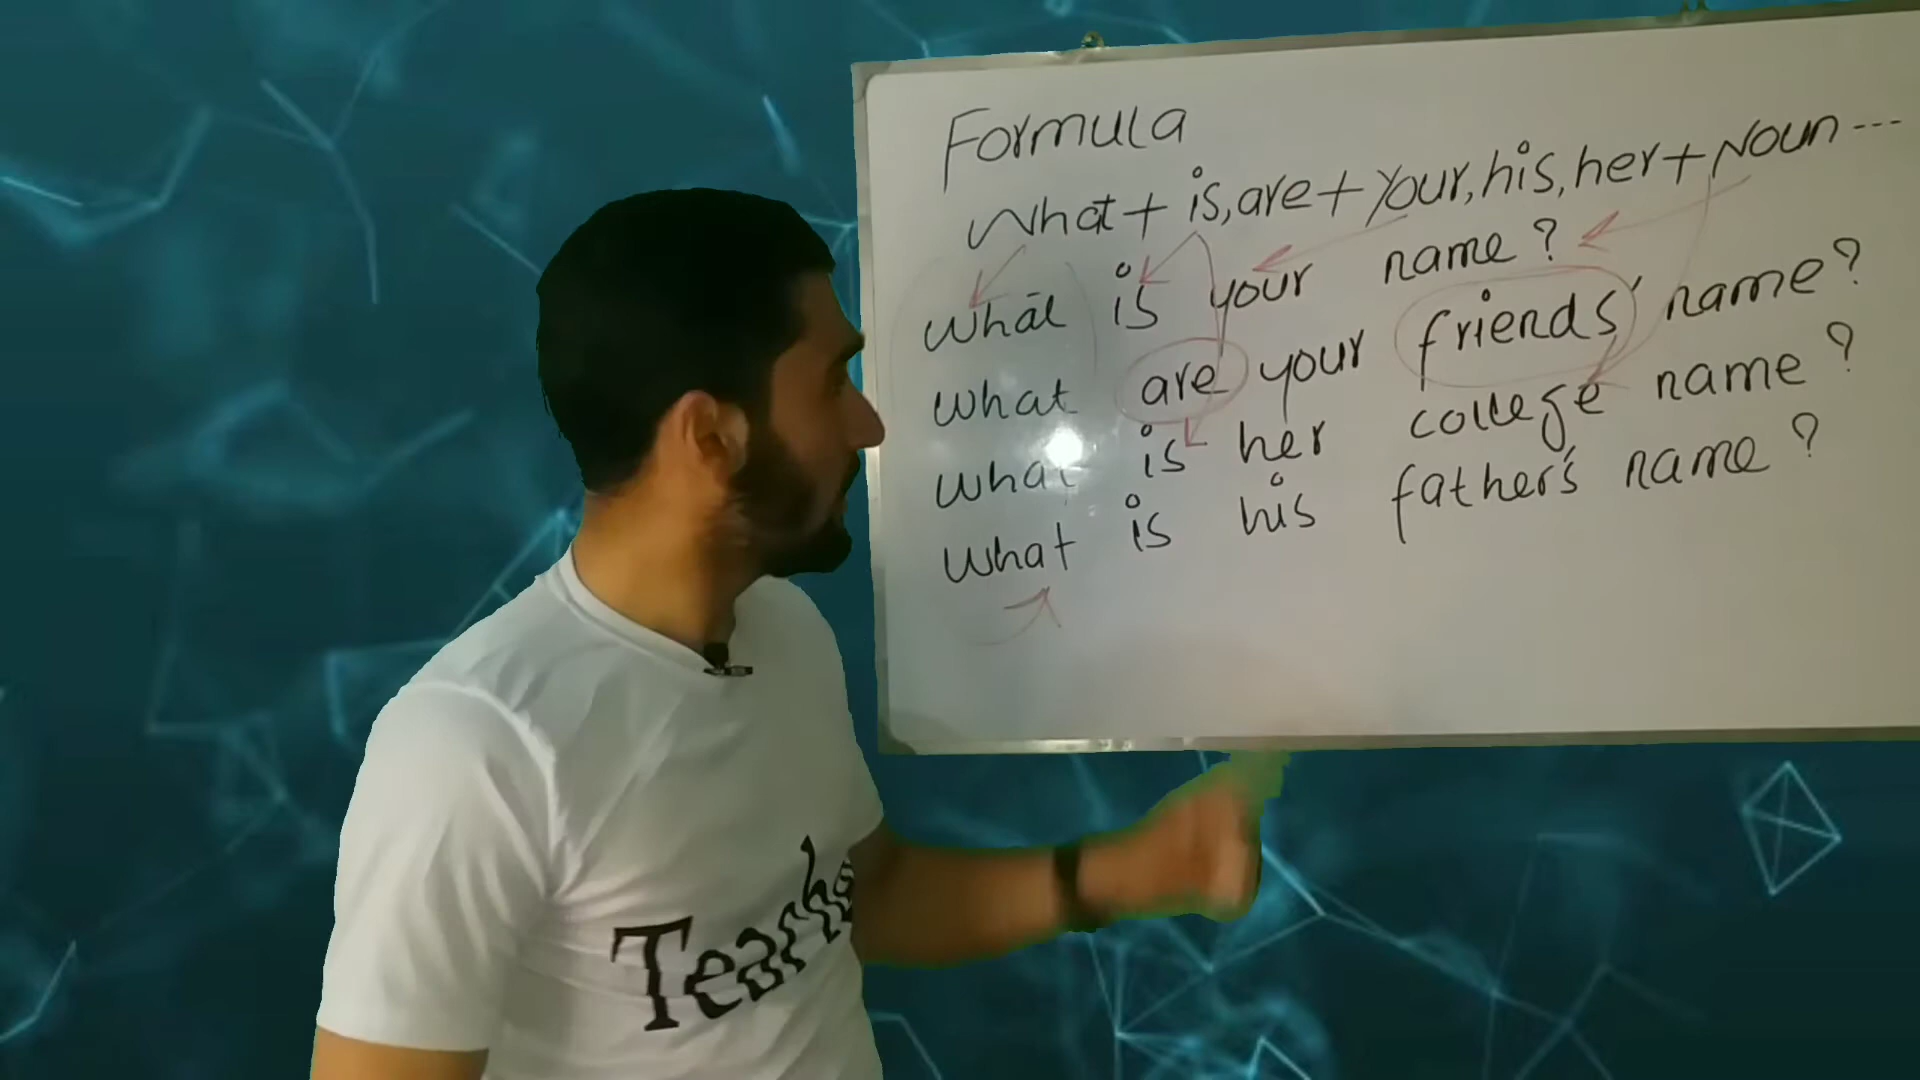 Formula
What + is, are + Your, his, her + Noun ---
What is your name?
What are your friends' name?
What is her college name?
What is his father's name?
Teache